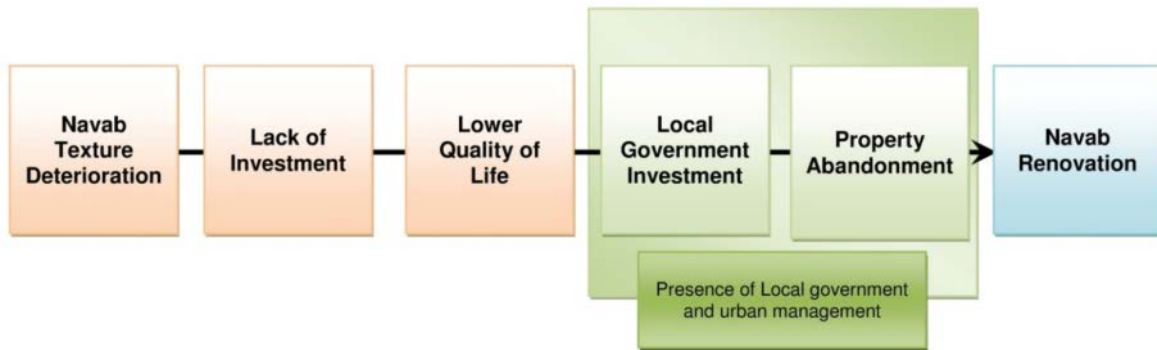 Navab
Texture
Deterioration
Lack of
Investment
Lower
Quality of
Life
Local
Government
Investment
Property
Abandonment
Navab
Renovation
Presence of Local government
and urban management